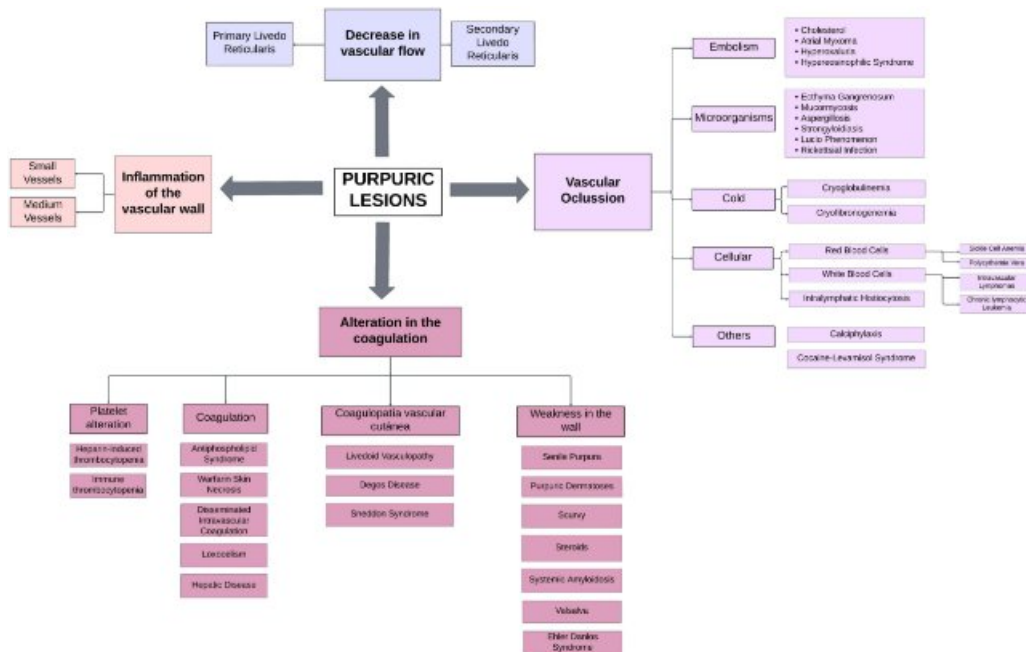 Primary Livedo
Reticularis
Decrease in
vascular flow
Secondary
Livedo
Reticularis
Small
Vessels
Medium
Vessels
Inflammation
of the
vascular wall
PURPURIC
LESIONS
Vascular
Oclussion
Embolism
• Cholesterol
• Atrial Myxoma
• Hyperoxaluria
• Hypereosinophilic Syndrome
Microorganisms
• Ecthyma Gangrenosum
• Mucormycosis
• Aspergillosis
• Strongyloidiasis
• Lucio Phenomenon
• Rickettsial Infection
Cold
Cryoglobulinemia
Cryofibronogenemia
Cellular
Red Blood Cells
Sickle Cell Anemia
Polycythemia Vera
White Blood Cells
Intravascular
Lymphomas
Chronic lymphocytic
Leukemia
Intralymphatic Histiocytosis
Others
Calciphylaxis
Cocaine-Levamisol Syndrome
Alteration in the
coagulation
Platelet
alteration
Heparin-induced
thrombocytopenia
Immune
thrombocytopenia
Coagulation
Antiphospholipid
Syndrome
Warfarin Skin
Necrosis
Disseminated
Intravascular
Coagulation
Loxocelism
Hepatic Disease
Coagulopatia vascular
cutánea
Livedoid Vasculopathy
Degos Disease
Sneddon Syndrome
Weakness in the
wall
Senile Purpura
Purpuric Dermatoses
Scurvy
Steroids
Systemic Amyloidosis
Valsalva
Ehler Danlos
Syndrome